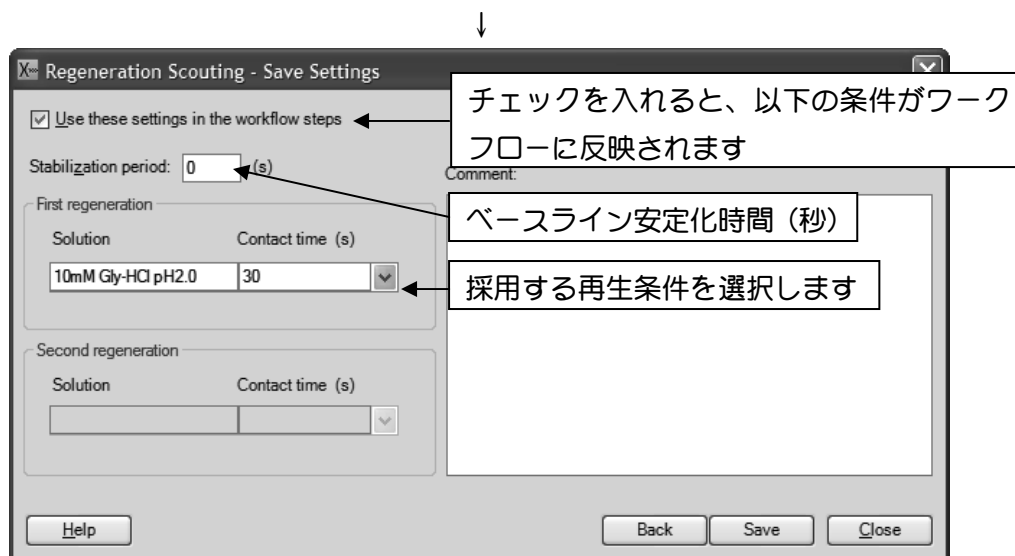 ↓
Regeneration Scouting - Save Settings
チェックを入れると、以下の条件がワーク
フローに反映されます
Use these settings in the workflow steps
Stabilization period: 0 (s)
Comment:
ベースライン安定化時間（秒）
First regeneration
Solution Contact time (s)
10mM Gly-HCl pH2.0 30
採用する再生条件を選択します
Second regeneration
Solution Contact time (s)
Help Back Save Close